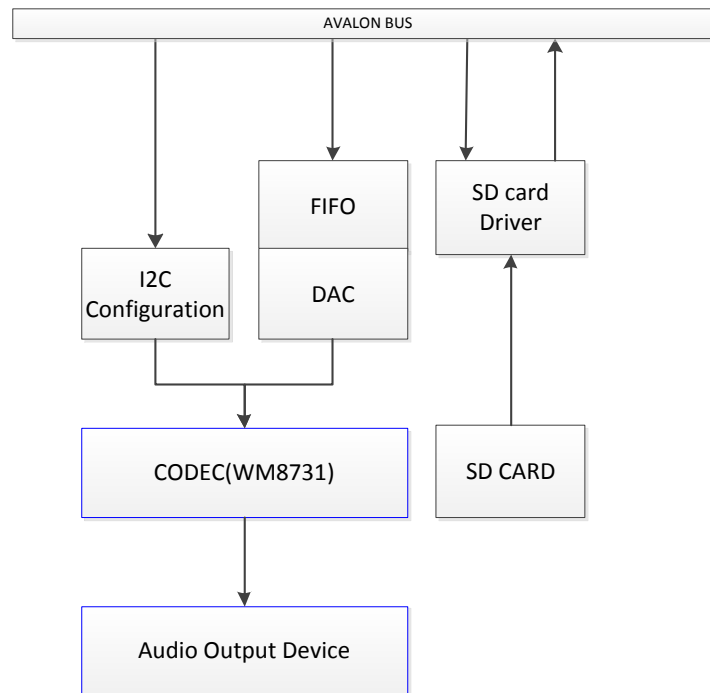 AVALON BUS
FIFO
SD card
Driver
I2C
Configuration
DAC
CODEC(WM8731)
SD CARD
Audio Output Device